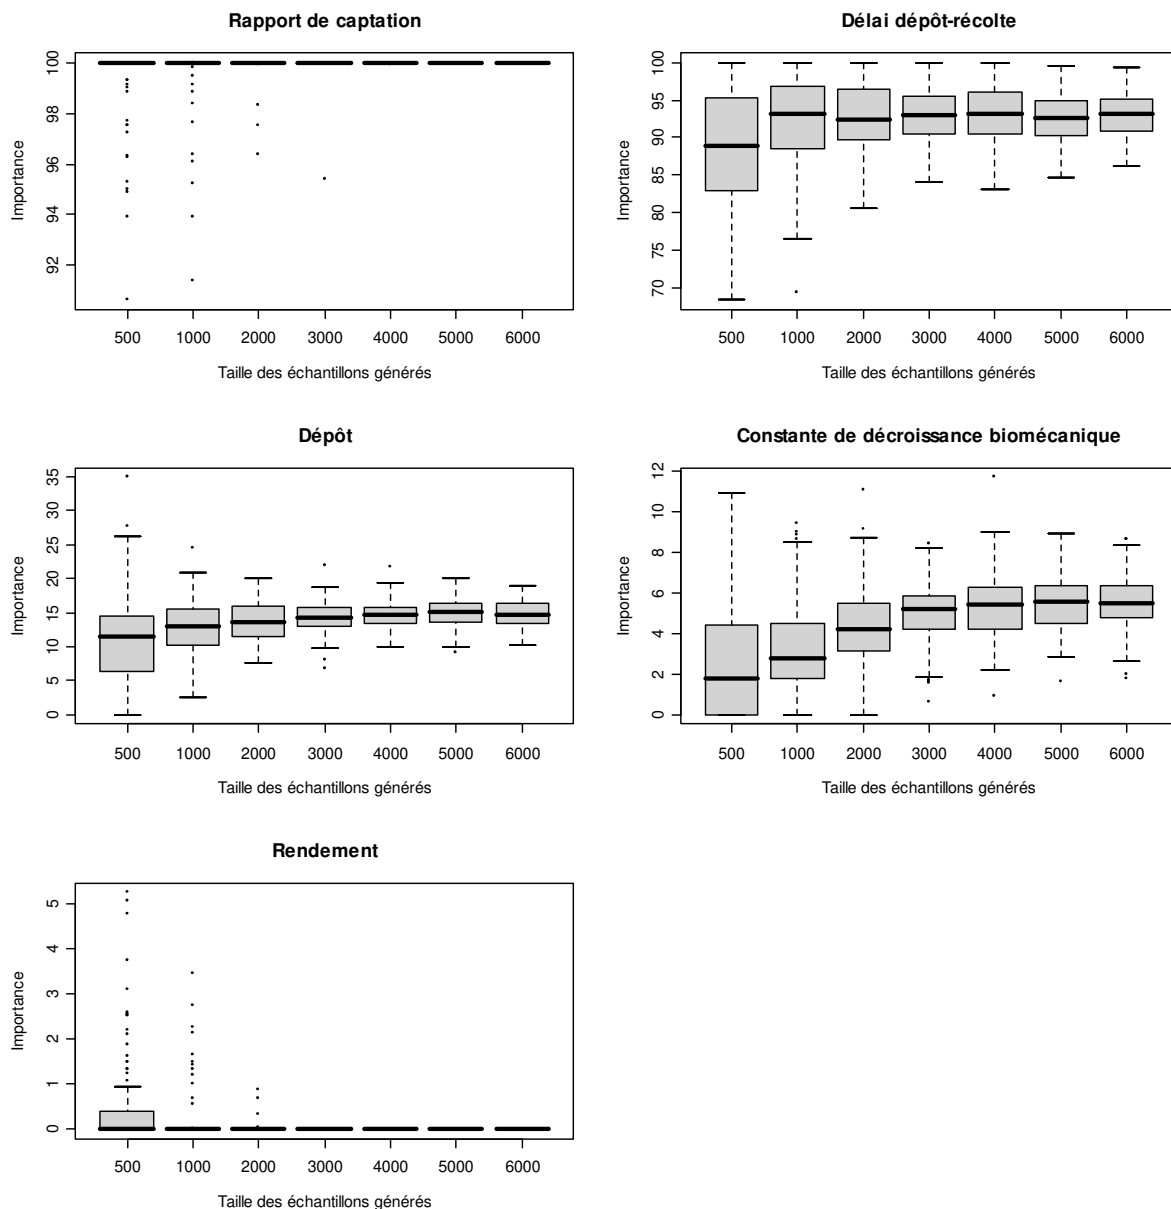 Rapport de captation
Importance
100
98
96
94
92
500 1000 2000 3000 4000 5000 6000
Taille des échantillons générés
Délai dépôt-récolte
Importance
100
95
90
85
80
75
70
500 1000 2000 3000 4000 5000 6000
Taille des échantillons générés
Dépôt
Importance
35
30
25
20
15
10
5
0
500 1000 2000 3000 4000 5000 6000
Taille des échantillons générés
Constante de décroissance biomécanique
Importance
12
10
8
6
4
2
0
500 1000 2000 3000 4000 5000 6000
Taille des échantillons générés
Rendement
Importance
5
4
3
2
1
0
500 1000 2000 3000 4000 5000 6000
Taille des échantillons générés